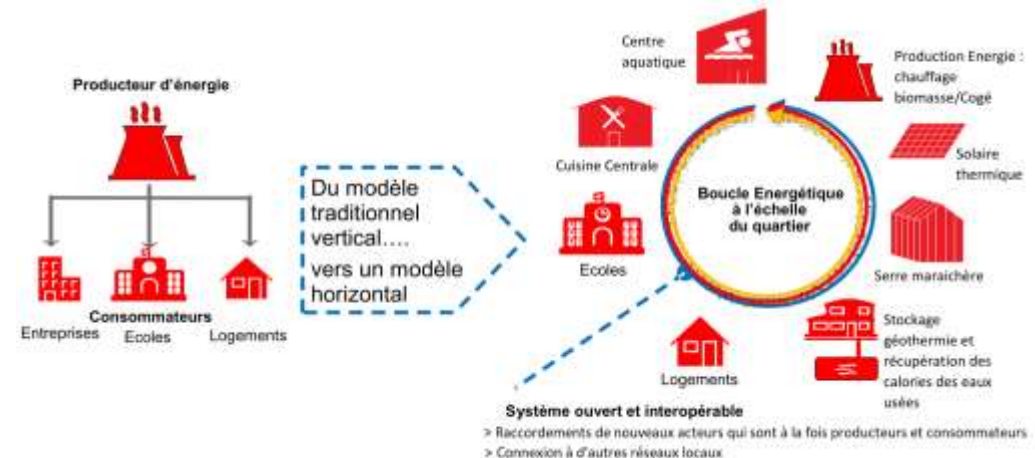 Producteur d'énergie
Entreprises
Consommateurs
Ecoles
Logements
Du modèle
traditionnel
vertical....
vers un modèle
horizontal
Centre
aquatique
Production Energie :
chauffage
biomasse/Cogé
Cuisine Centrale
Solaire
thermique
Boucle Energétique
à l'échelle
du quartier
Ecoles
Serre maraichère
Stockage
géothermie et
récupération des
calories des eaux
usées
Logements
Système ouvert et interopérable
> Raccordements de nouveaux acteurs qui sont à la fois producteurs et consommateurs
> Connexion à d'autres réseaux locaux